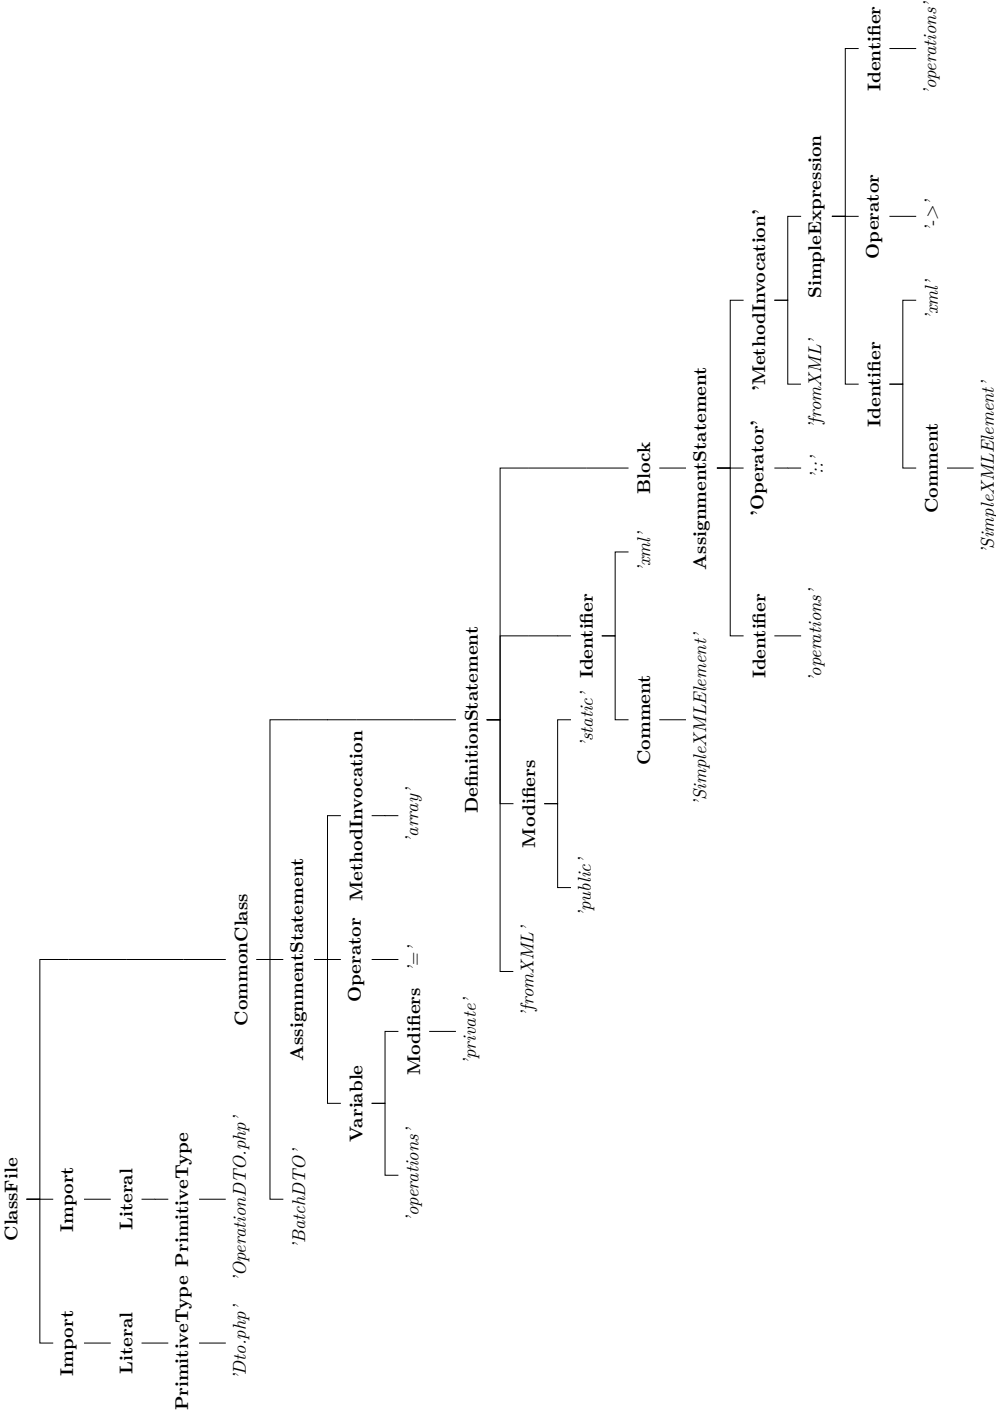 ClassFile
Import
Import
CommonClass
Literal
Literal
PrimitiveType
PrimitiveType
'Dto.php'
'OperationDTO.php'
'BatchDTO'
AssignmentStatement
DefinitionStatement
Variable
Operator
MethodInvocation
'operations'
Modifiers
'='
'array'
'private'
'fromXML'
Modifiers
Identifier
Block
'public'
'static'
Comment
'xml'
'SimpleXMLElement'
AssignmentStatement
Identifier
'Operator'
'MethodInvocation'
'operations'
'::'
'fromXML'
SimpleExpression
Identifier
Operator
Identifier
Comment
'xml'
'->'
'operations'
'SimpleXMLElement'